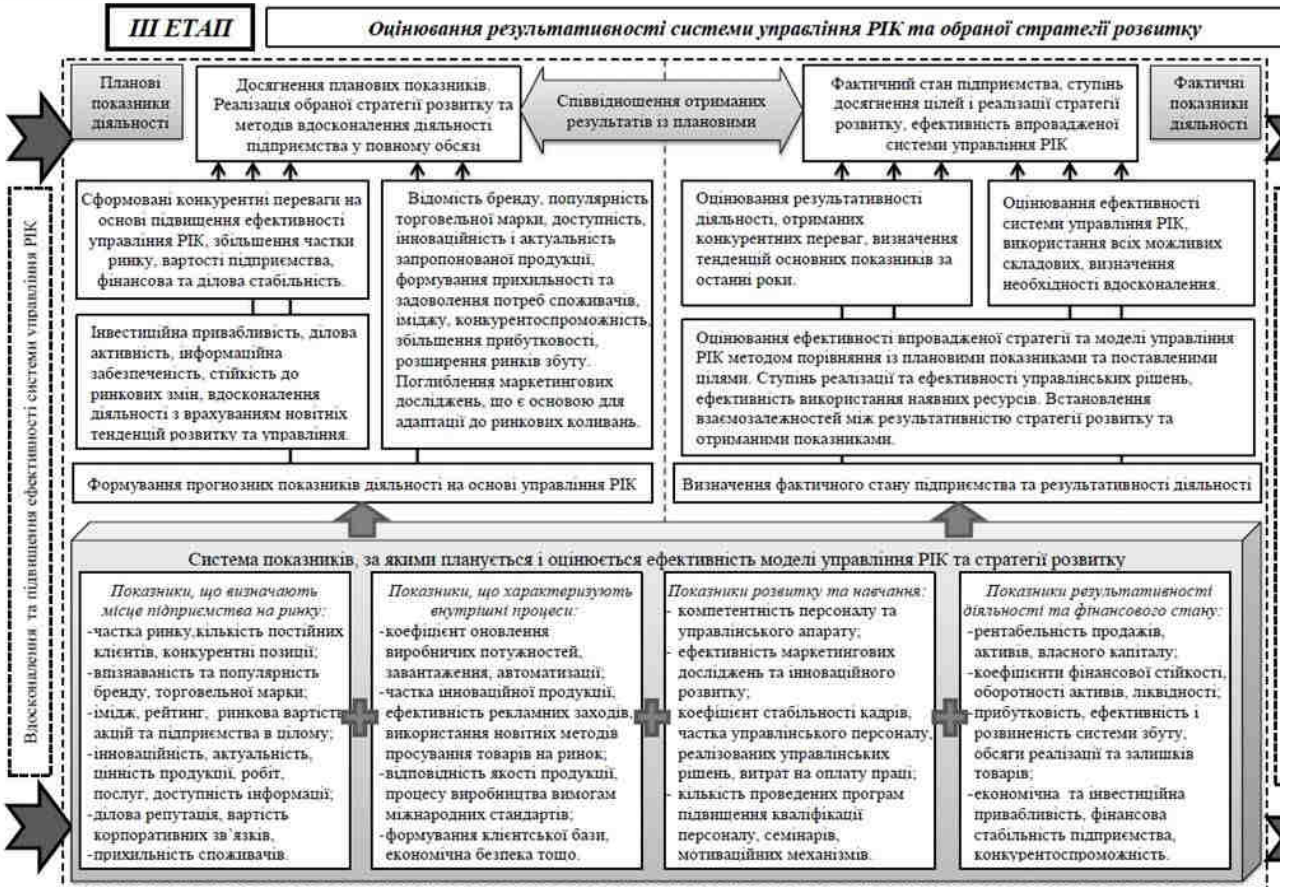 ІІІ ЕТАП
Оцінювання результативності системи управління РІК та обраної стратегії розвитку
Планові
показники
діяльності
Досягнення планових показників.
Реалізація обраної стратегії розвитку та
методів вдосконалення діяльності
підприємства у повному обсязі
Співвідношення отриманих
результатів із плановими
Фактичний стан підприємства, ступінь
досягнення цілей і реалізації стратегії
розвитку, ефективність впровадженої
системи управління РІК
Фактичні
показники
діяльності
Вдосконалення та підвищення ефективності системи управління РІК
Сформовані конкурентні переваги на
основі підвищення ефективності
управління РІК, збільшення частки
ринку, вартості підприємства,
фінансова та ділова стабільність.
Інвестиційна привабливість, ділова
активність, інформаційна
забезпеченість, стійкість до
ринкових змін, вдосконалення
діяльності з врахуванням новітніх
тенденцій розвитку та управління.
Відомість бренду, популярність
торговельної марки, доступність,
інноваційність і актуальність
запропонованої продукції,
формування прихильності та
задоволення потреб споживачів,
іміджу, конкурентоспроможність,
збільшення прибутковості,
розширення ринків збуту.
Поглиблення маркетингових
досліджень, що є основою для
адаптації до ринкових коливань.
Оцінювання результативності
діяльності, отриманих
конкурентних переваг, визначення
тенденцій основних показників за
останні роки.
Оцінювання ефективності
системи управління РІК,
використання всіх можливих
складових, визначення
необхідності вдосконалення.
Оцінювання ефективності впровадженої стратегії та моделі управління
РІК методом порівняння із плановими показниками та поставленими
цілями. Ступінь реалізації та ефективності управлінських рішень,
ефективність використання наявних ресурсів. Встановлення
взаємозалежностей між результативністю стратегії розвитку та
отриманими показниками.
Формування прогнозних показників діяльності на основі управління РІК
Визначення фактичного стану підприємства та результативності діяльності
Система показників, за якими планується і оцінюється ефективність моделі управління РІК та стратегії розвитку
Показники, що визначають
місце підприємства на ринку:
-частка ринку,кількість постійних
клієнтів, конкурентні позиції;
-впізнаваність та популярність
бренду, торговельної марки;
-імідж, рейтинг, ринкова вартість
акцій та підприємства в цілому;
-інноваційність, актуальність,
цінність продукції, робіт,
послуг, доступність інформації;
-ділова репутація, вартість
корпоративних зв’язків,
-прихильність споживачів.
Показники, що характеризують
внутрішні процеси:
-коефіцієнт оновлення
виробничих потужностей,
завантаження, автоматизації;
-частка інноваційної продукції,
ефективність рекламних заходів,
використання новітніх методів
просування товарів на ринок;
-відповідність якості продукції,
процесу виробництва вимогам
міжнародних стандартів;
-формування клієнтської бази,
економічна безпека тощо.
Показники розвитку та навчання:
- компетентність персоналу та
управлінського апарату;
- ефективність маркетингових
досліджень та інноваційного
розвитку;
- коефіцієнт стабільності кадрів,
частка управлінського персоналу,
реалізованих управлінських
рішень, витрат на оплату праці;
- кількість проведених програм
підвищення кваліфікації
персоналу, семінарів,
мотиваційних механізмів.
Показники результативності
діяльності та фінансового стану:
-рентабельність продажів,
активів, власного капіталу;
-коефіцієнти фінансової стійкості,
оборотності активів, ліквідності;
-прибутковість, ефективність і
розвиненість системи збуту,
обсяги реалізації та залишків
товарів;
-економічна та інвестиційна
привабливість, фінансова
стабільність підприємства,
конкурентоспроможність.